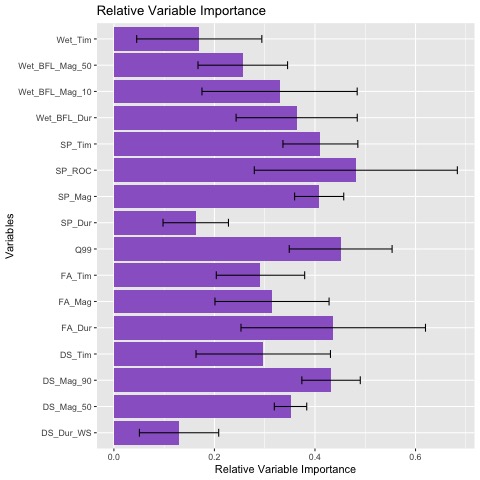 Relative Variable Importance
Variables
Wet_Tim
Wet_BFL_Mag_50
Wet_BFL_Mag_10
Wet_BFL_Dur
SP_Tim
SP_ROC
SP_Mag
SP_Dur
Q99
FA_Tim
FA_Mag
FA_Dur
DS_Tim
DS_Mag_90
DS_Mag_50
DS_Dur_WS
0.0 0.2 0.4 0.6
Relative Variable Importance